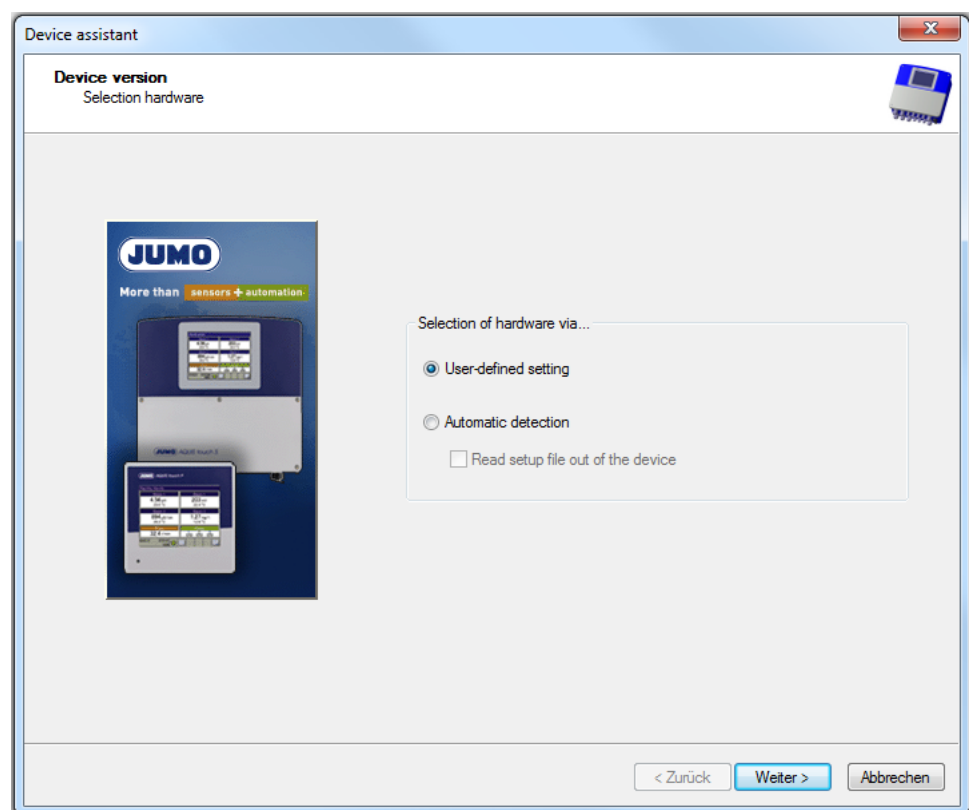 Device assistant
Device version
Selection hardware
JUMO
More than sensors + automation
Selection of hardware via...
User-defined setting
Automatic detection
Read setup file out of the device
< Zurück
Weiter >
Abbrechen